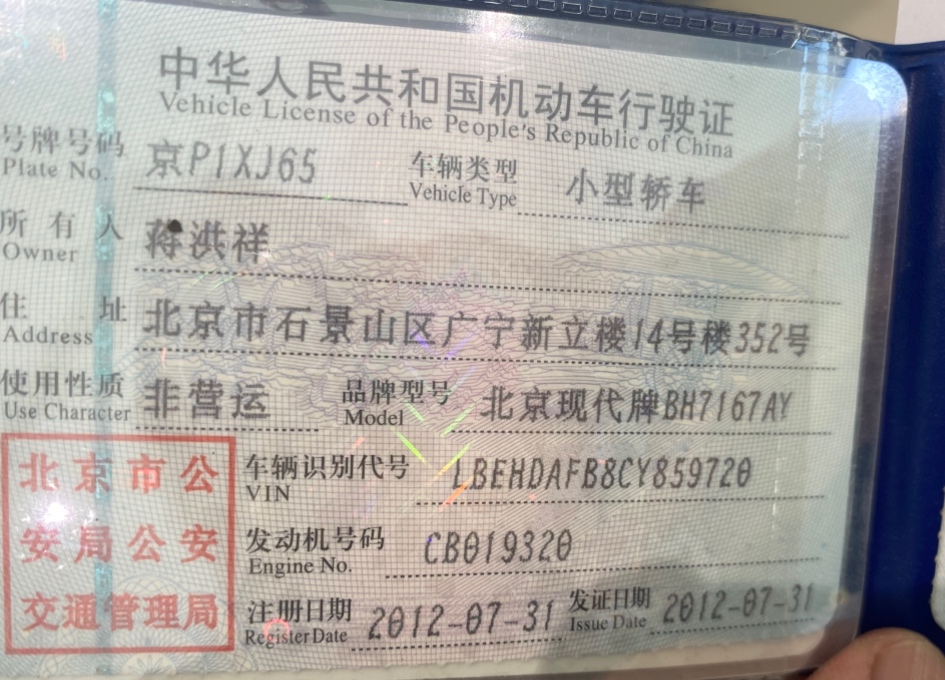 中华人民共和国机动车行驶证
Vehicle License of the People's Republic of China
号牌号码 京P1XJ65 车辆类型 小型轿车
Plate No. Vehicle Type
所有人 蒋洪祥
Owner
住址 北京市石景山区广宁新立楼14号楼352号
Address
使用性质 非营运 品牌型号 北京现代牌BH7167AY
Use Character Model
北京市公
安局公安
交通管理局
车辆识别代号 LBEHDAFB8CY859720
VIN
发动机号码 CB019320
Engine No.
注册日期 2012-07-31 发证日期 2012-07-31
Register Date Issue Date